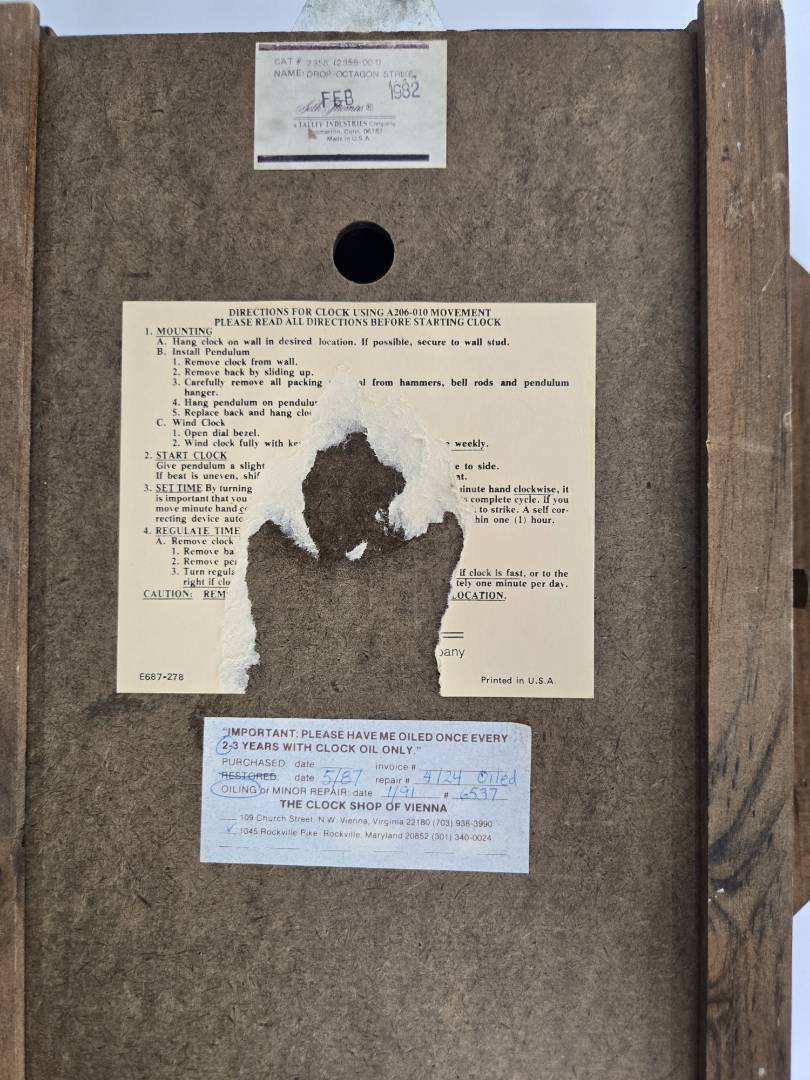 CAT # 2358 (2358-001)
NAME: DROP OCTAGON STRIKE
FEB 1982
Seth Thomas ®
a TALLEY INDUSTRIES Company
Thomaston, Conn. 06787
Made in U.S.A.
DIRECTIONS FOR CLOCK USING A206-010 MOVEMENT
PLEASE READ ALL DIRECTIONS BEFORE STARTING CLOCK
1. MOUNTING
A. Hang clock on wall in desired location. If possible, secure to wall stud.
B. Install Pendulum
1. Remove clock from wall.
2. Remove back by sliding up.
3. Carefully remove all packing al from hammers, bell rods and pendulum
hanger.
4. Hang pendulum on pendulu
5. Replace back and hang clo
C. Wind Clock
1. Open dial bezel.
2. Wind clock fully with ke weekly.
2. START CLOCK
Give pendulum a slight e to side.
If beat is uneven, shif at.
3. SET TIME By turning minute hand clockwise, it
is important that you s complete cycle. If you
move minute hand c to strike. A self cor-
recting device auto hin one (1) hour.
4. REGULATE TIME
A. Remove clock
1. Remove ba
2. Remove pe
3. Turn regula if clock is fast, or to the
right if clo tely one minute per day.
CAUTION: REM LOCATION.
pany
E687-278 Printed in U.S.A.
"IMPORTANT: PLEASE HAVE ME OILED ONCE EVERY
2-3 YEARS WITH CLOCK OIL ONLY."
PURCHASED: date invoice #
RESTORED: date 5/87 repair # 4124 Oiled
OILING or MINOR REPAIR: date 1/91 # 6537
THE CLOCK SHOP OF VIENNA
109 Church Street, N.W. Vienna, Virginia 22180 (703) 938-3990
✓ 1045 Rockville Pike Rockville, Maryland 20852 (301) 340-0024